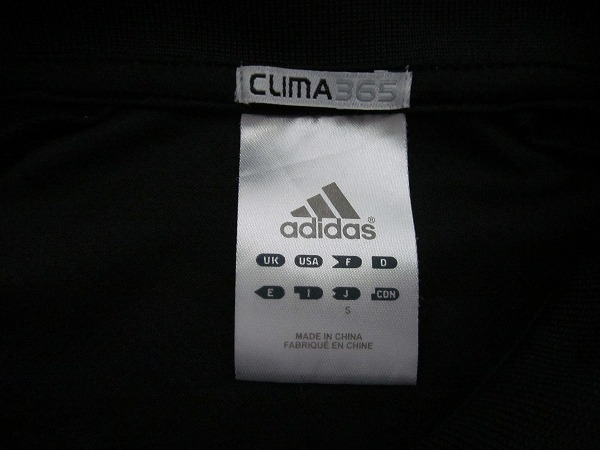 CLIMA365
adidas®
UK USA F D
E I J CDN
S
MADE IN CHINA
FABRIQUÉ EN CHINE